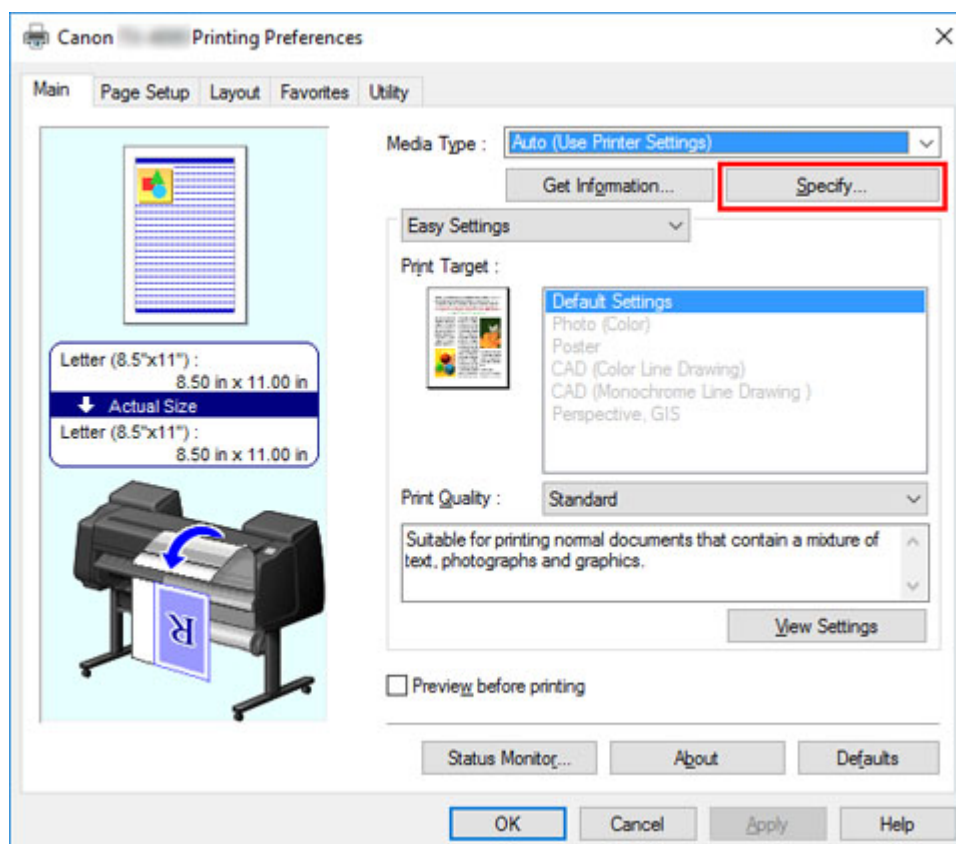 Canon Printing Preferences
Main Page Setup Layout Favorites Utility
Media Type : Auto (Use Printer Settings)
Get Information... Specify...
Easy Settings
Print Target :
Default Settings
Photo (Color)
Poster
CAD (Color Line Drawing)
CAD (Monochrome Line Drawing )
Perspective, GIS
Letter (8.5"x11") :
8.50 in x 11.00 in
Actual Size
Letter (8.5"x11") :
8.50 in x 11.00 in
R
Print Quality : Standard
Suitable for printing normal documents that contain a mixture of
text, photographs and graphics.
View Settings
Preview before printing
Status Monitor... About Defaults
OK Cancel Apply Help